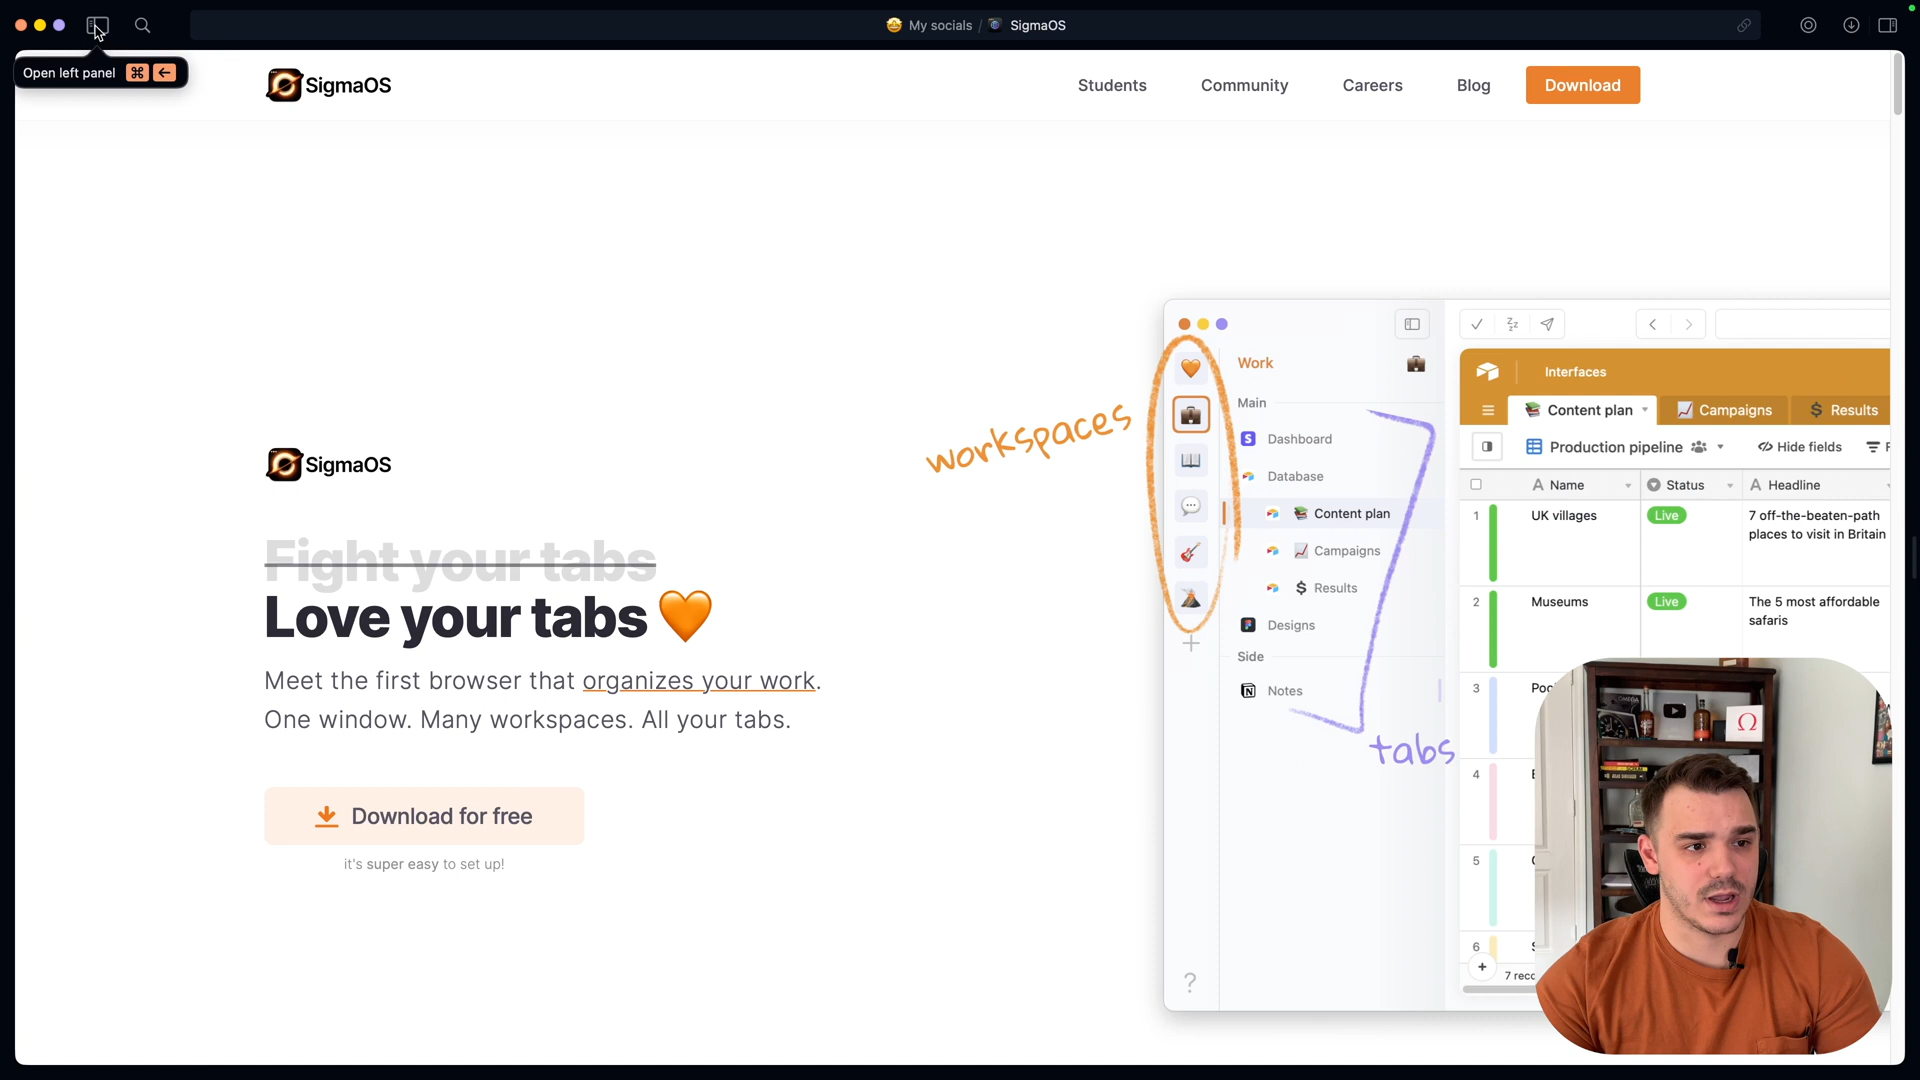 My socials / SigmaOS
Open left panel ⌘ ←
SigmaOS
Students
Community
Careers
Blog
Download
SigmaOS
Fight your tabs
Love your tabs 🧡
Meet the first browser that organizes your work.
One window. Many workspaces. All your tabs.
Download for free
it's super easy to set up!
workspaces
tabs
Work
Main
Dashboard
Database
Content plan
Campaigns
$ Results
Designs
Side
Notes
?
Interfaces
Content plan
Campaigns
$ Results
Production pipeline
Hide fields
Name
Status
Headline
1
UK villages
Live
7 off-the-beaten-path
places to visit in Britain
2
Museums
Live
The 5 most affordable
safaris
3
4
5
6
+